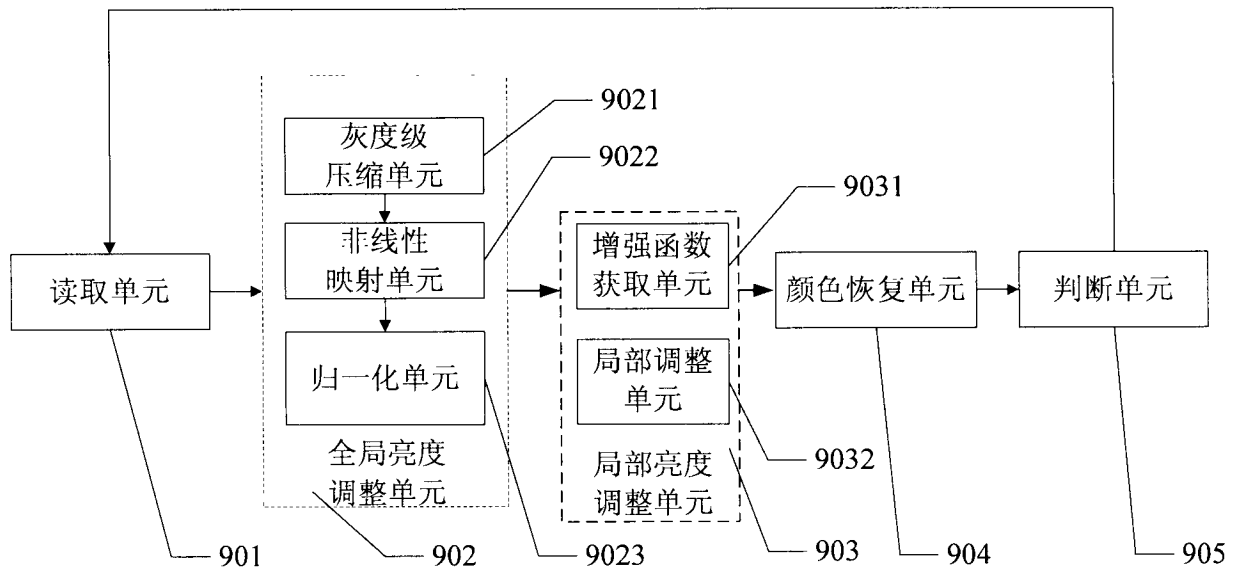 9021
灰度级
压缩单元
9022
非线性
映射单元
9031
增强函数
获取单元
读取单元
颜色恢复单元
判断单元
归一化单元
局部调整
单元
全局亮度
调整单元
9032
局部亮度
调整单元
901
902
9023
903
904
905